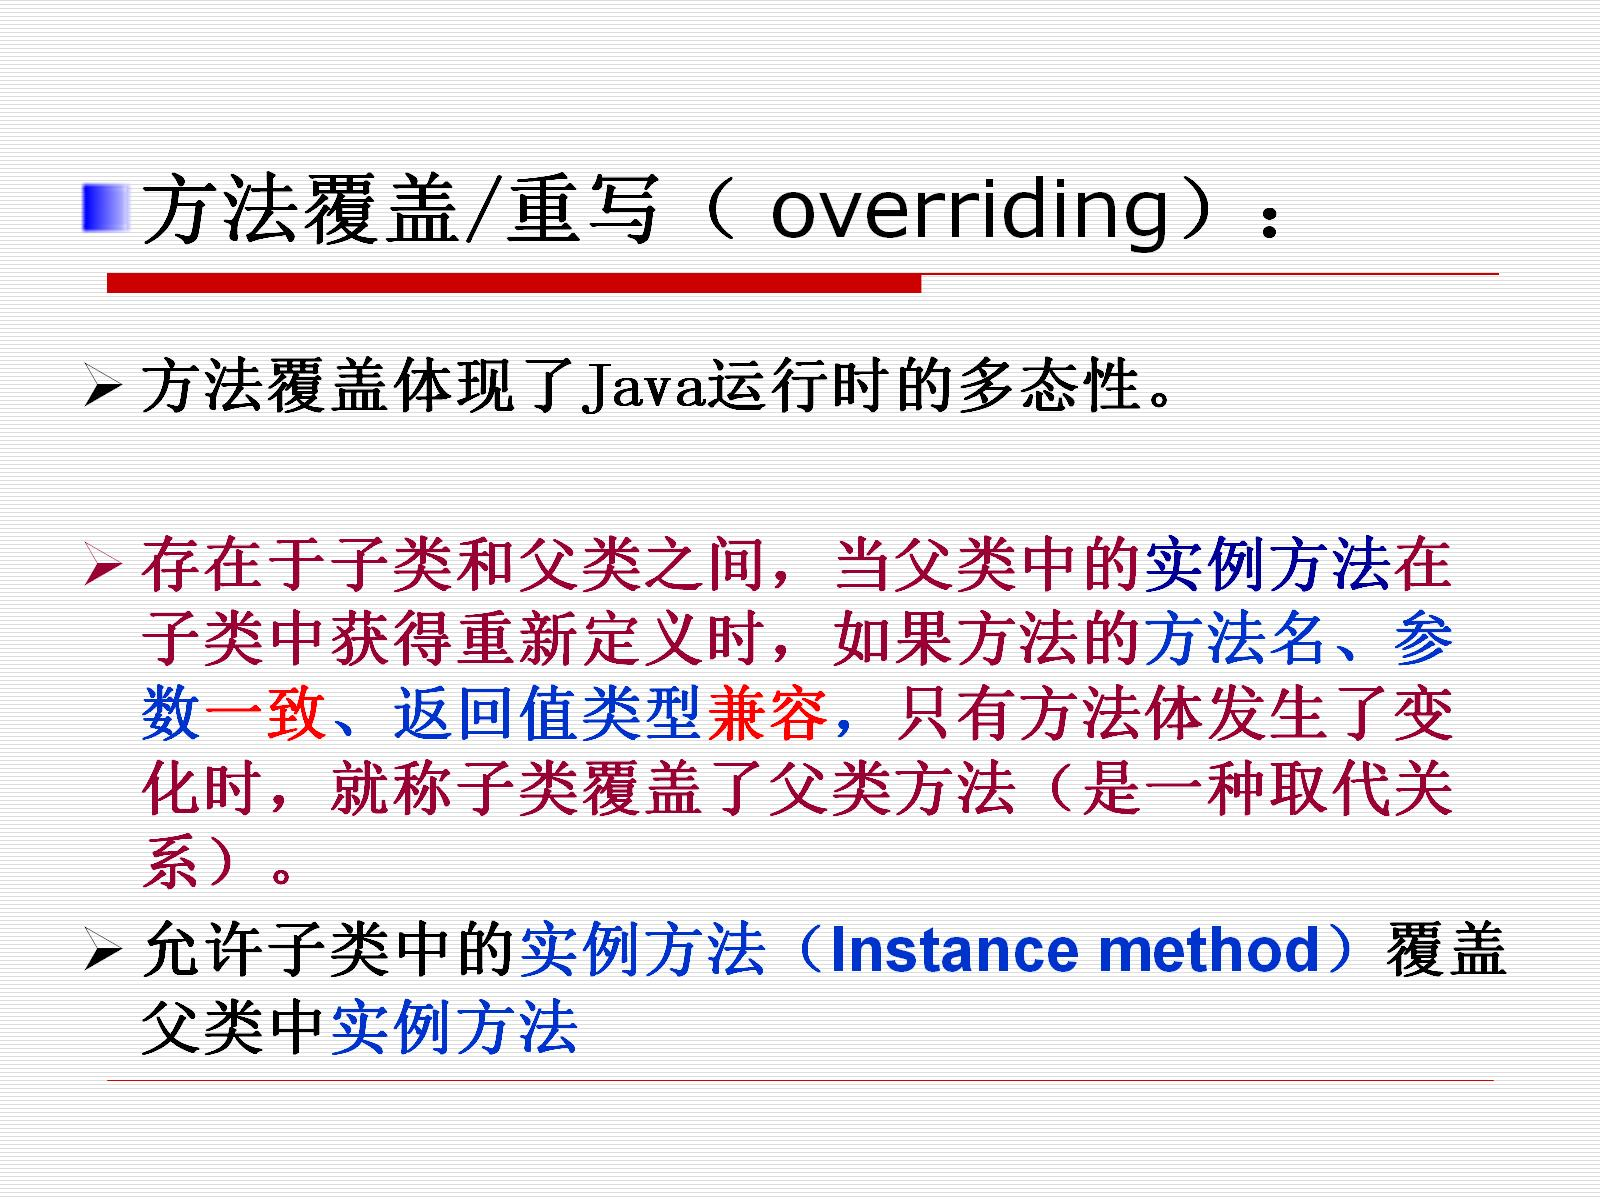 方法覆盖/重写（ overriding）：
方法覆盖体现了Java运行时的多态性。
存在于子类和父类之间，当父类中的实例方法在
子类中获得重新定义时，如果方法的方法名、参
数一致、返回值类型兼容，只有方法体发生了变
化时，就称子类覆盖了父类方法（是一种取代关
系）。
允许子类中的实例方法（Instance method）覆盖
父类中实例方法